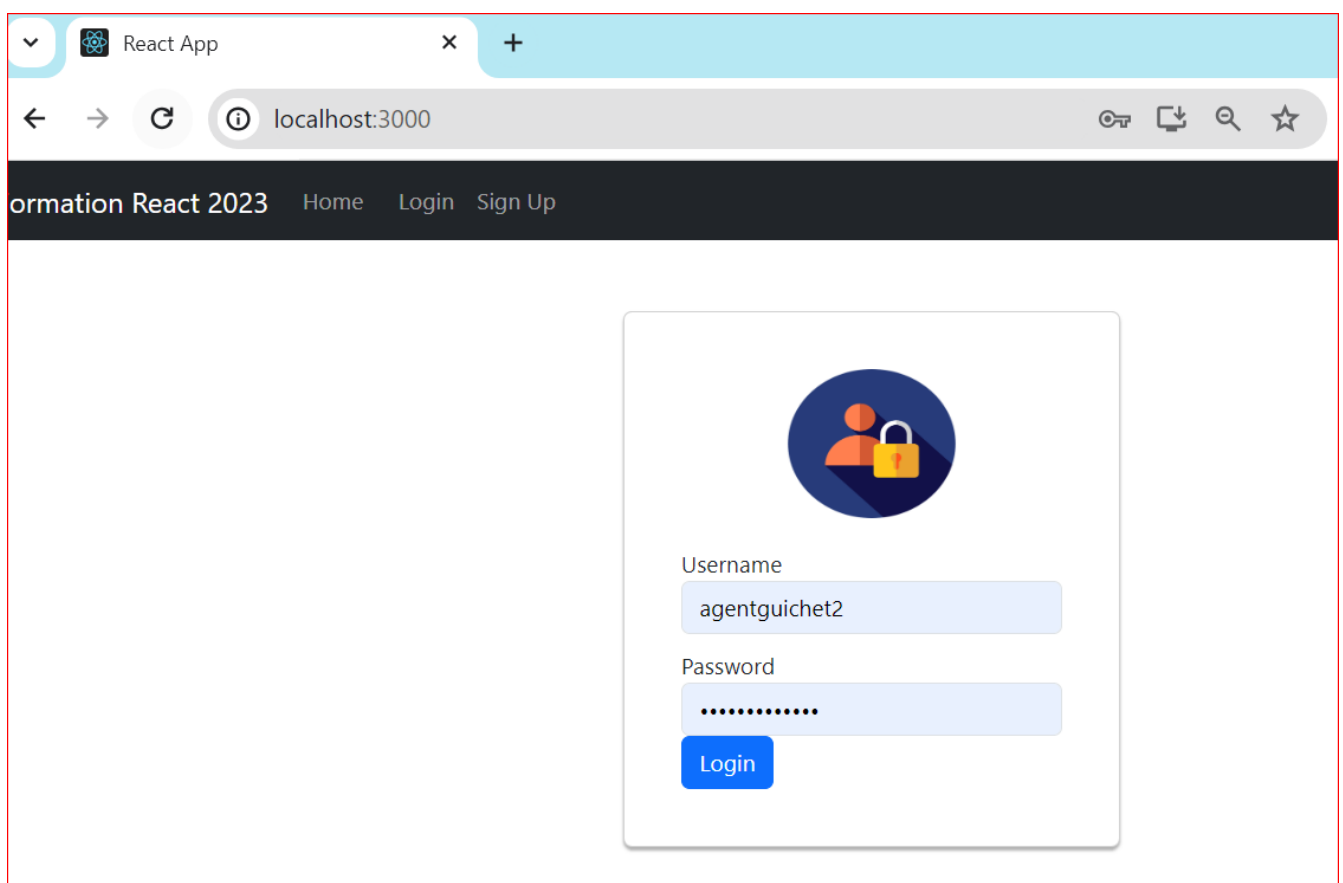 React App
localhost:3000
ormation React 2023 Home Login Sign Up
Username
agentguichet2
Password
•••••••••••••
Login